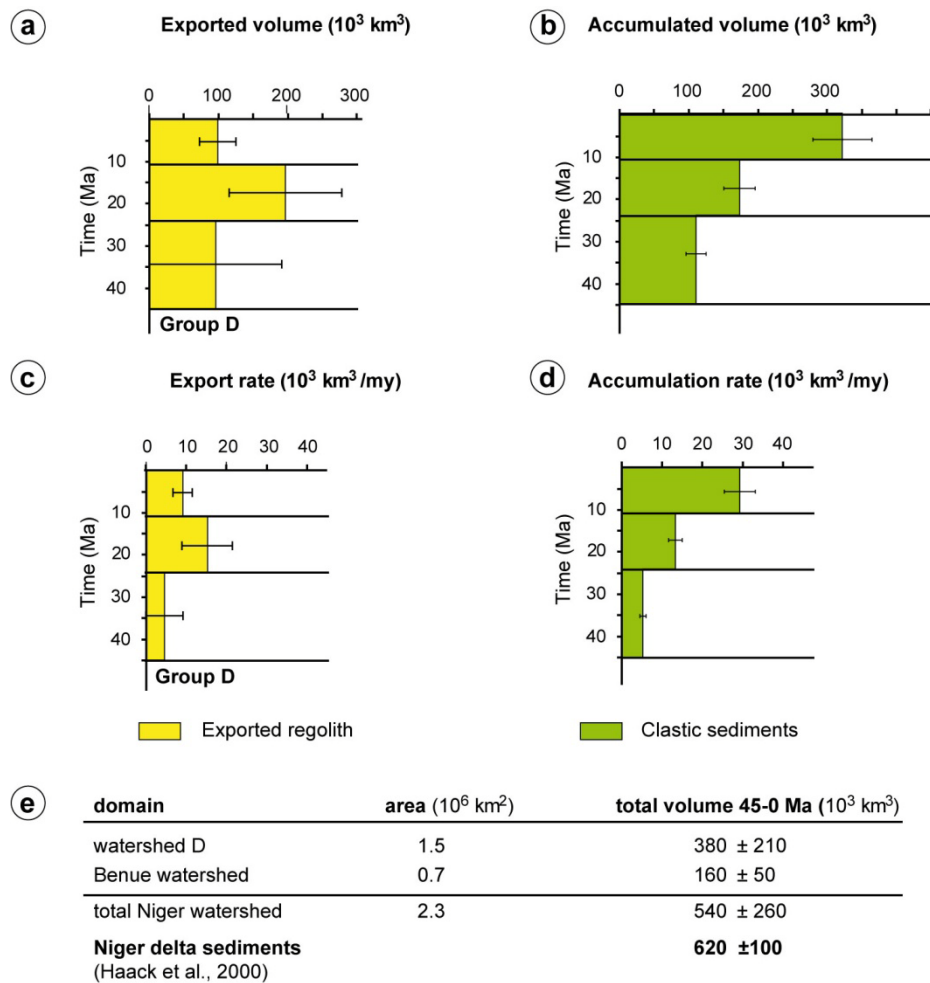 a Exported volume (10³ km³)
0 100 200 300
Time (Ma)
10
20
30
40
Group D
b Accumulated volume (10³ km³)
0 100 200 300
Time (Ma)
10
20
30
40
c Export rate (10³ km³/my)
0 10 20 30 40
Time (Ma)
10
20
30
40
Group D
d Accumulation rate (10³ km³/my)
0 10 20 30 40
Time (Ma)
10
20
30
40
Exported regolith
Clastic sediments
e domain area (10⁶ km²) total volume 45-0 Ma (10³ km³)
watershed D 1.5 380 ± 210
Benue watershed 0.7 160 ± 50
total Niger watershed 2.3 540 ± 260
Niger delta sediments 620 ±100
(Haack et al., 2000)